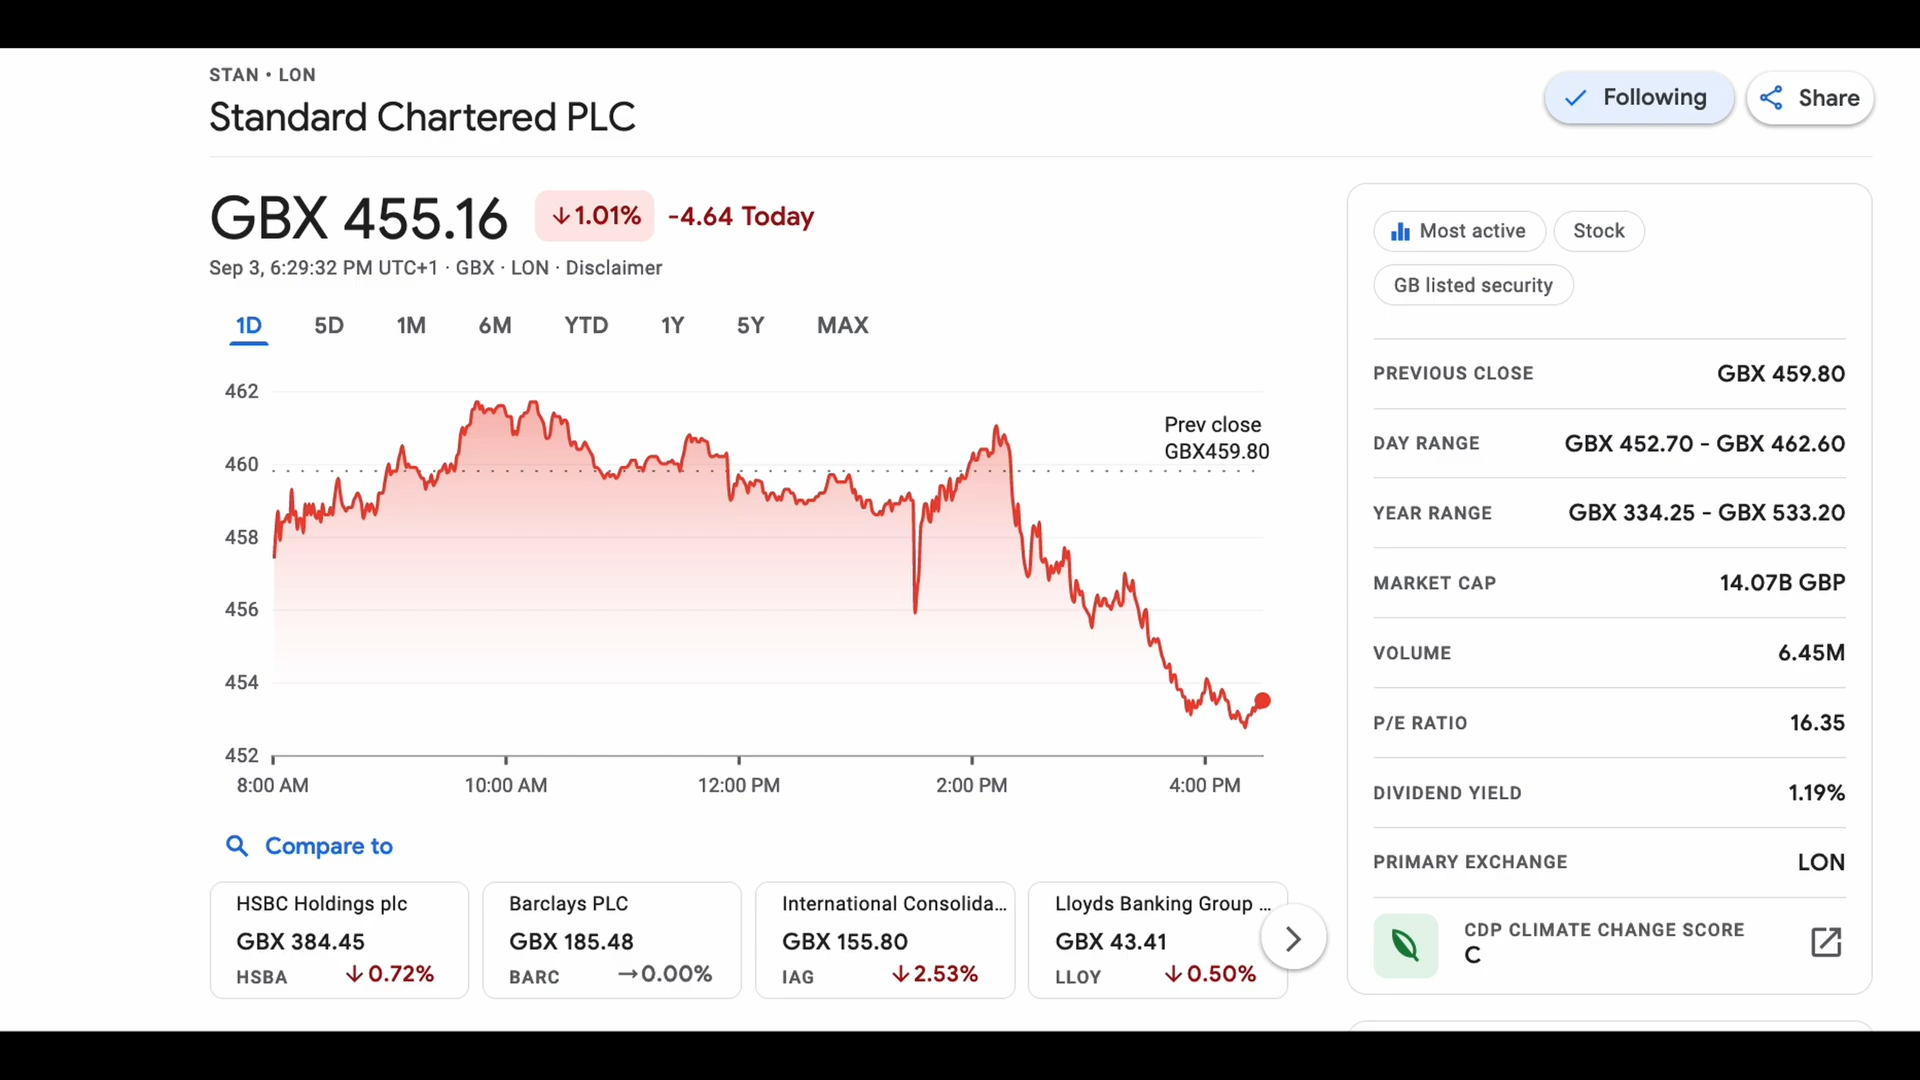 STAN • LON
Standard Chartered PLC
Following
Share
GBX 455.16
↓1.01%
-4.64 Today
Sep 3, 6:29:32 PM UTC+1 · GBX · LON · Disclaimer
1D 5D 1M 6M YTD 1Y 5Y MAX
462
460
458
456
454
452
Prev close
GBX459.80
8:00 AM 10:00 AM 12:00 PM 2:00 PM 4:00 PM
Compare to
HSBC Holdings plc
GBX 384.45
HSBA ↓0.72%
Barclays PLC
GBX 185.48
BARC →0.00%
International Consolida...
GBX 155.80
IAG ↓2.53%
Lloyds Banking Group ...
GBX 43.41
LLOY ↓0.50%
Most active
Stock
GB listed security
PREVIOUS CLOSE GBX 459.80
DAY RANGE GBX 452.70 - GBX 462.60
YEAR RANGE GBX 334.25 - GBX 533.20
MARKET CAP 14.07B GBP
VOLUME 6.45M
P/E RATIO 16.35
DIVIDEND YIELD 1.19%
PRIMARY EXCHANGE LON
CDP CLIMATE CHANGE SCORE
C